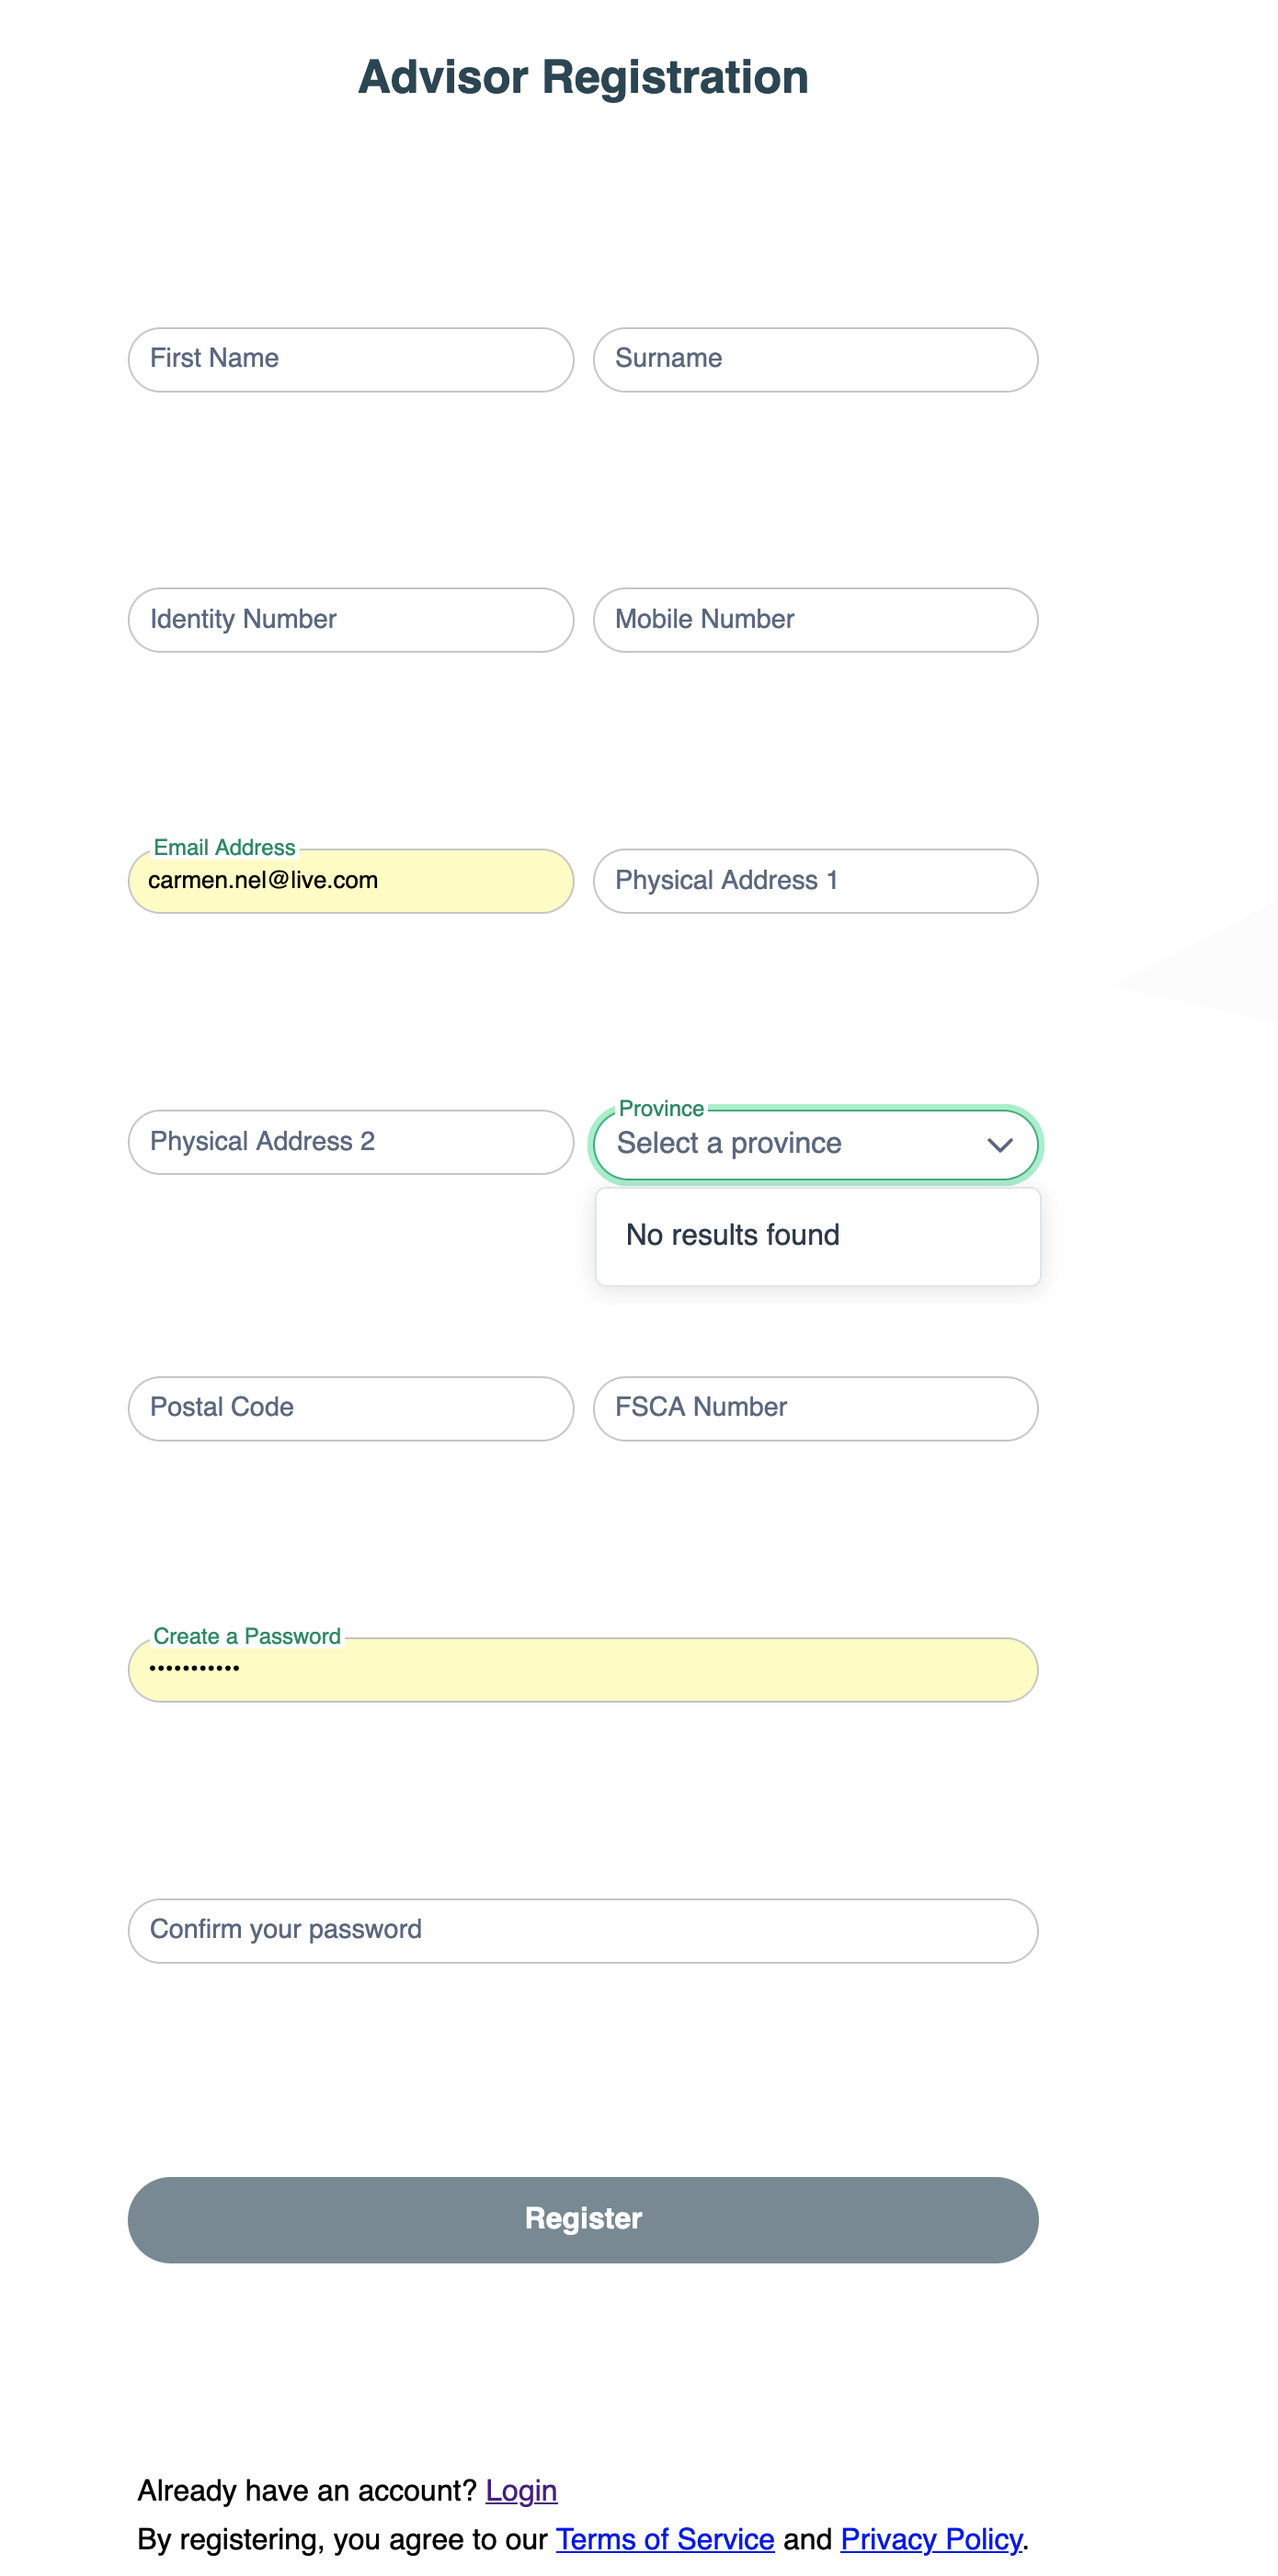 Advisor Registration
First Name
Surname
Identity Number
Mobile Number
Email Address
carmen.nel@live.com
Physical Address 1
Physical Address 2
Province
Select a province
No results found
Postal Code
FSCA Number
Create a Password
•••••••••••
Confirm your password
Register
Already have an account? Login
By registering, you agree to our Terms of Service and Privacy Policy.